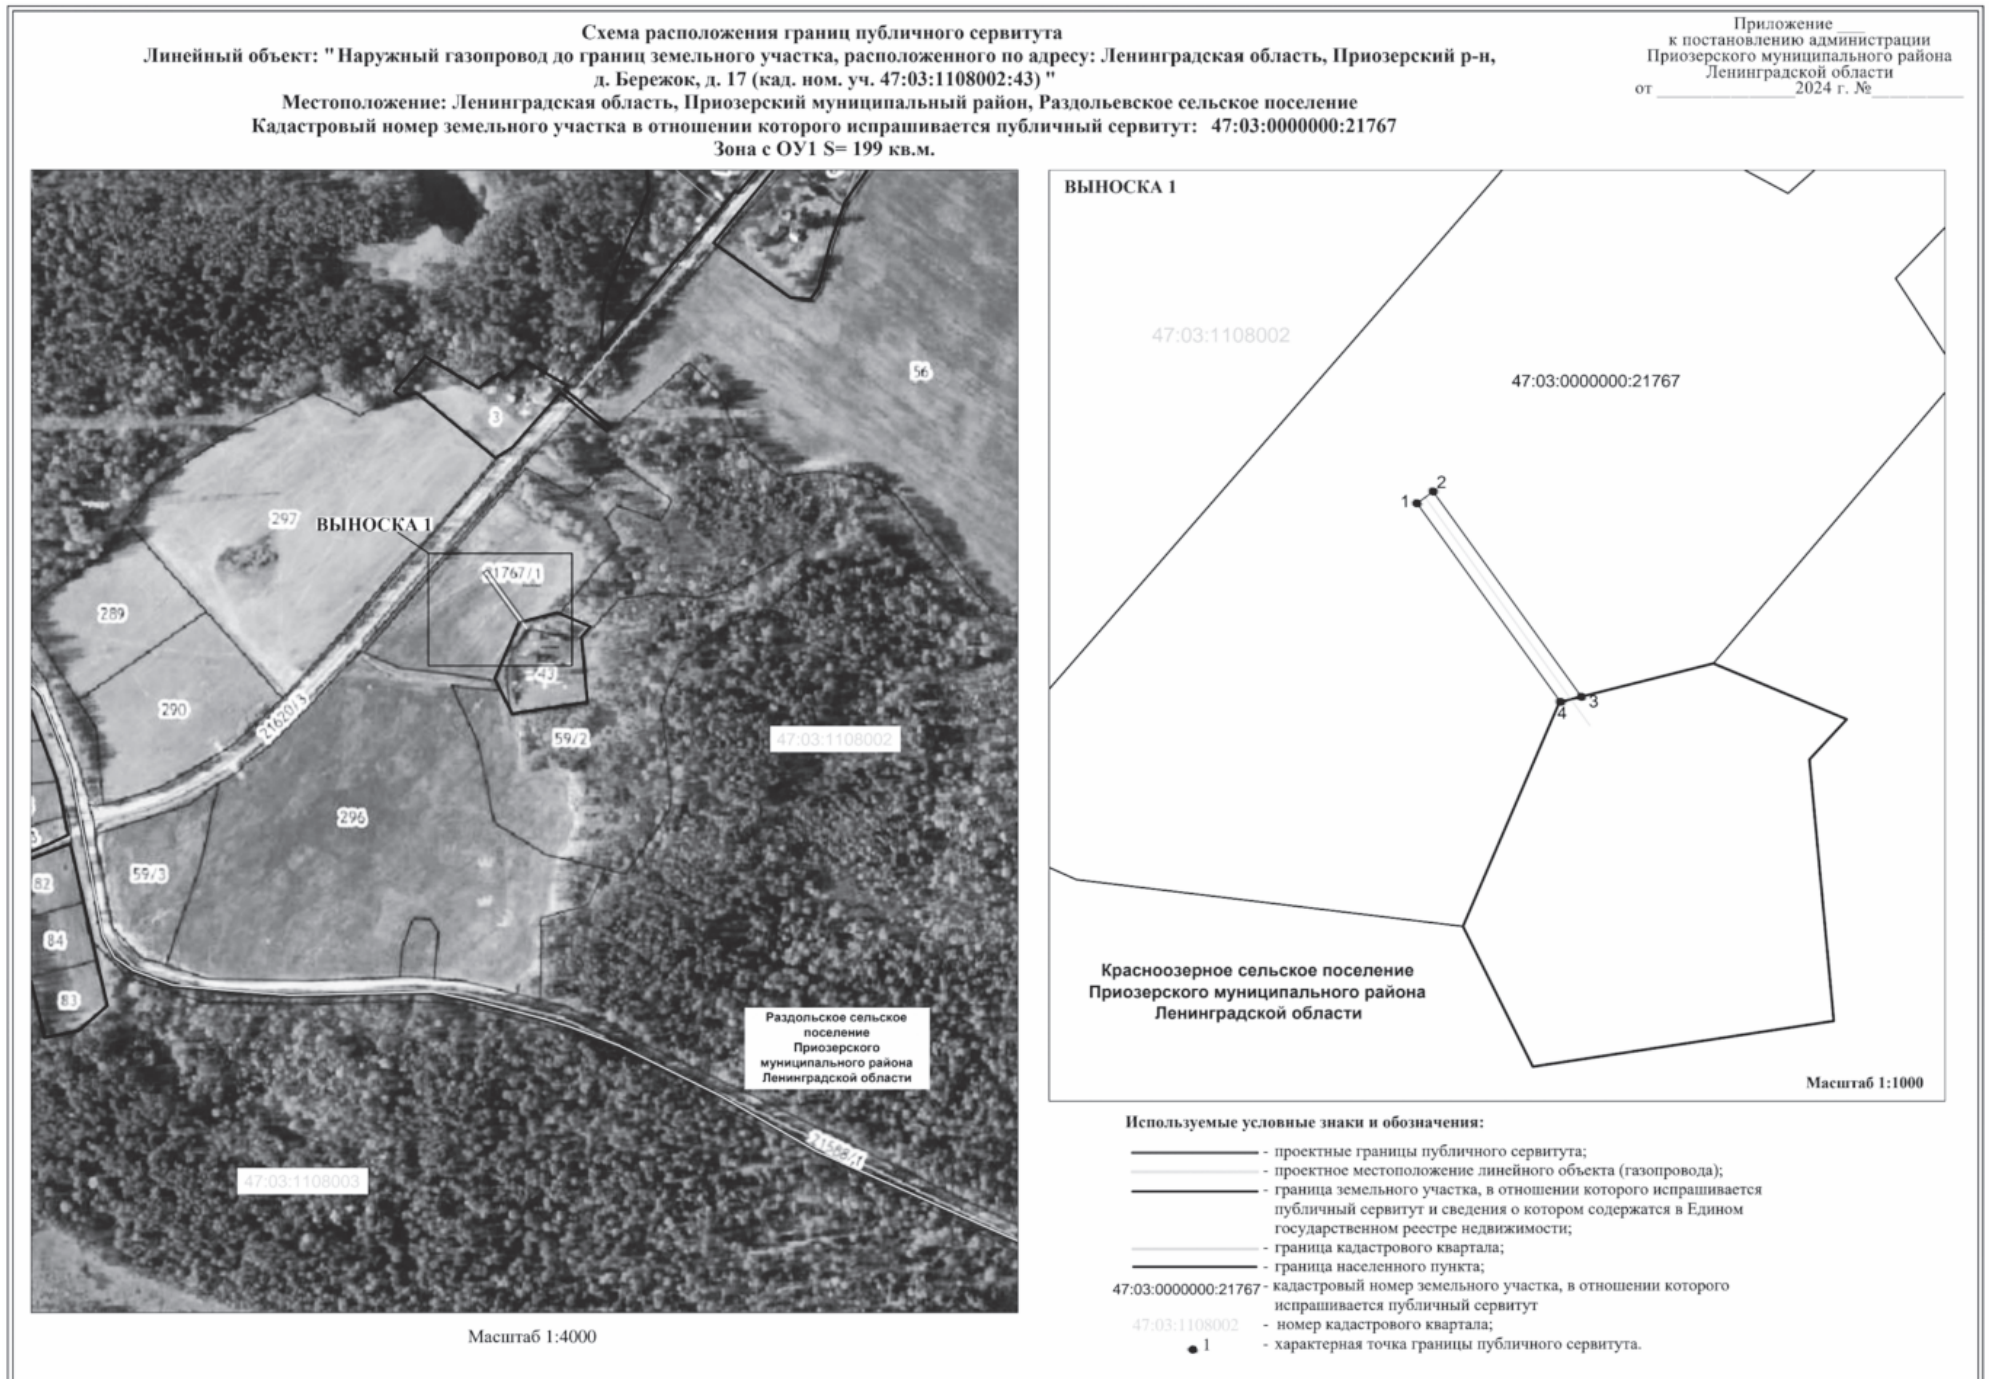 Схема расположения границ публичного сервитута
Линейный объект: "Наружный газопровод до границ земельного участка, расположенного по адресу: Ленинградская область, Приозерский р-н,
д. Бережок, д. 17 (кад. ном. уч. 47:03:1108002:43) "
Местоположение: Ленинградская область, Приозерский муниципальный район, Раздольевское сельское поселение
Кадастровый номер земельного участка в отношении которого испрашивается публичный сервитут: 47:03:0000000:21767
Зона с ОУ1 S= 199 кв.м.
Приложение ___
к постановлению администрации
Приозерского муниципального района
Ленинградской области
от ________________2024 г. №___________
56
3
297
ВЫНОСКА 1
21767/1
289
43
290
21620/3
59/2
47:03:1108002
296
59/3
82
84
83
Раздольское сельское
поселение
Приозерского
муниципального района
Ленинградской области
21588/1
47:03:1108003
Масштаб 1:4000
ВЫНОСКА 1
47:03:1108002
47:03:0000000:21767
2
1
3
4
Красноозерное сельское поселение
Приозерского муниципального района
Ленинградской области
Масштаб 1:1000
Используемые условные знаки и обозначения:
- проектные границы публичного сервитута;
- проектное местоположение линейного объекта (газопровода);
- граница земельного участка, в отношении которого испрашивается
публичный сервитут и сведения о котором содержатся в Едином
государственном реестре недвижимости;
- граница кадастрового квартала;
- граница населенного пункта;
47:03:0000000:21767 - кадастровый номер земельного участка, в отношении которого
испрашивается публичный сервитут
47:03:1108002 - номер кадастрового квартала;
1 - характерная точка границы публичного сервитута.